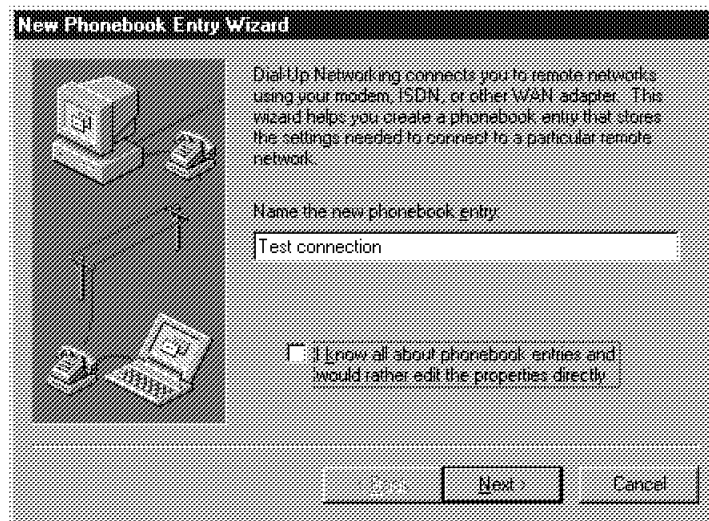 New Phonebook Entry Wizard
Dial-Up Networking connects you to remote networks
using your modem, ISDN, or other WAN adapter. This
wizard helps you create a phonebook entry that stores
the settings needed to connect to a particular remote
network.
Name the new phonebook entry:
Test connection
I know all about phonebook entries and
would rather edit the properties directly
< Back
Next >
Cancel